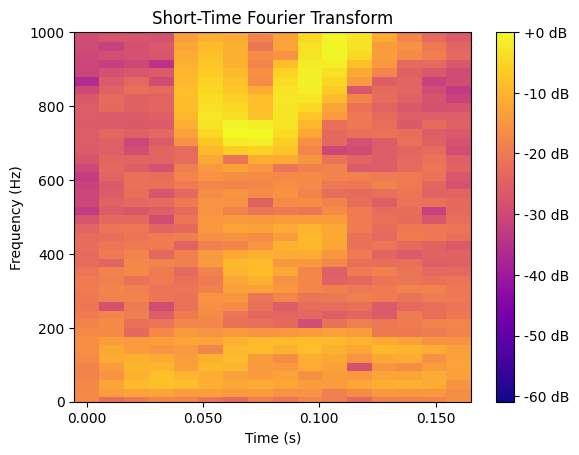 Short-Time Fourier Transform
Frequency (Hz)
1000
800
600
400
200
0
0.000
0.050
0.100
0.150
Time (s)
+0 dB
-10 dB
-20 dB
-30 dB
-40 dB
-50 dB
-60 dB